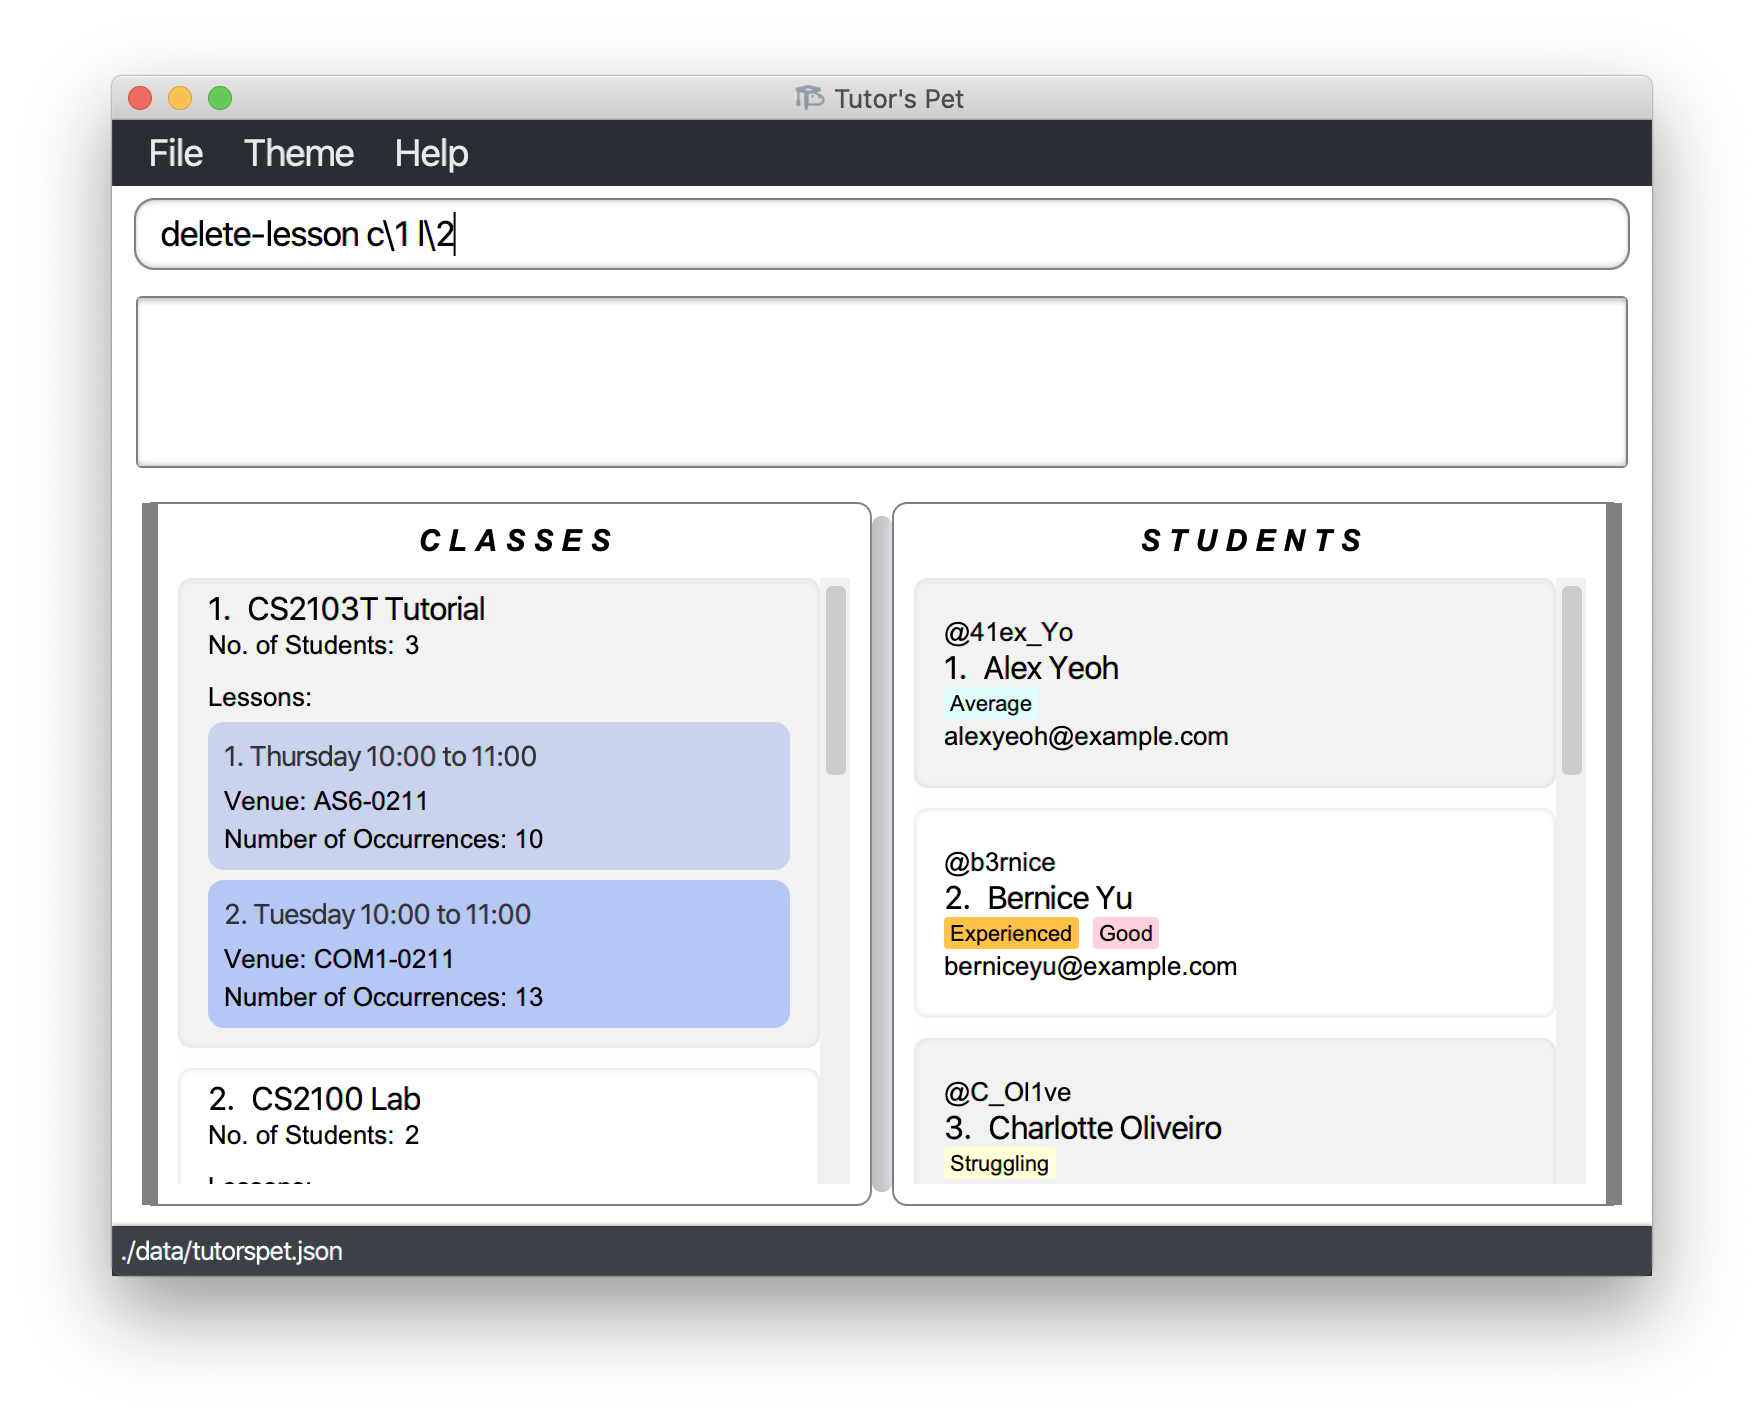 Tutor's Pet
File Theme Help
delete-lesson c\1 l\2
CLASSES
1. CS2103T Tutorial
No. of Students: 3
Lessons:
1. Thursday 10:00 to 11:00
Venue: AS6-0211
Number of Occurrences: 10
2. Tuesday 10:00 to 11:00
Venue: COM1-0211
Number of Occurrences: 13
2. CS2100 Lab
No. of Students: 2
Lessons:
STUDENTS
@41ex_Yo
1. Alex Yeoh
Average
alexyeoh@example.com
@b3rnice
2. Bernice Yu
Experienced Good
berniceyu@example.com
@C_Ol1ve
3. Charlotte Oliveiro
Struggling
./data/tutorspet.json